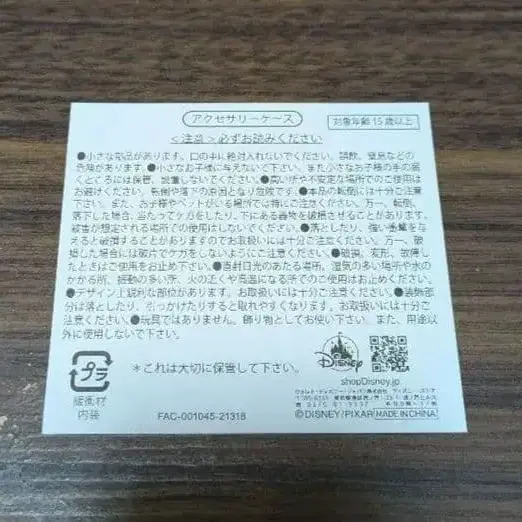 アクセサリーケース
対象年齢15歳以上
<注意>必ずお読みください
●小さな部品があります。口の中に絶対入れないでください。誤飲、窒息などの
危険があります。●小さなお子様に与えないで下さい。また小さなお子様の手の届
くところには保管、放置しないでください。●高い所や不安定な場所でのご使用は
お避けください。転倒や落下の原因となり危険です。●本品の転倒には十分ご注意
下さい。また、お子様やペットがいる場所では特にご注意ください。万一、転倒、
落下した場合、当たってケガをしたり、下にある器物を破損させることがあります。
被害が想定される場所での使用はしないでください。●落としたり、強い衝撃を与
えると破損することがありますのでお取扱いには十分ご注意ください。万一、破
損した場合には破片でケガをしないようにご注意ください。●破損、変形、故障
したときはご使用をお止め下さい。●直射日光のあたる場所、湿気の多い場所や水の
かかる所、振動の多い所、火の近くや高温になる所でのご使用はお止めください。
●デザイン上鋭利な部位があります。お取扱いには十分ご注意ください。●装飾部
分は落としたり、引っかけたりすると取れやすくなります。お取扱いには十分ご
注意ください。●玩具ではありません。飾り物としてお使い下さい。また、用途以
外に使用しないで下さい。
プラ
緩衝材
内装
*これは大切に保管して下さい。
FAC-001045-21318
Disney
shopDisney.jp
©DISNEY/PIXAR MADE IN CHINA